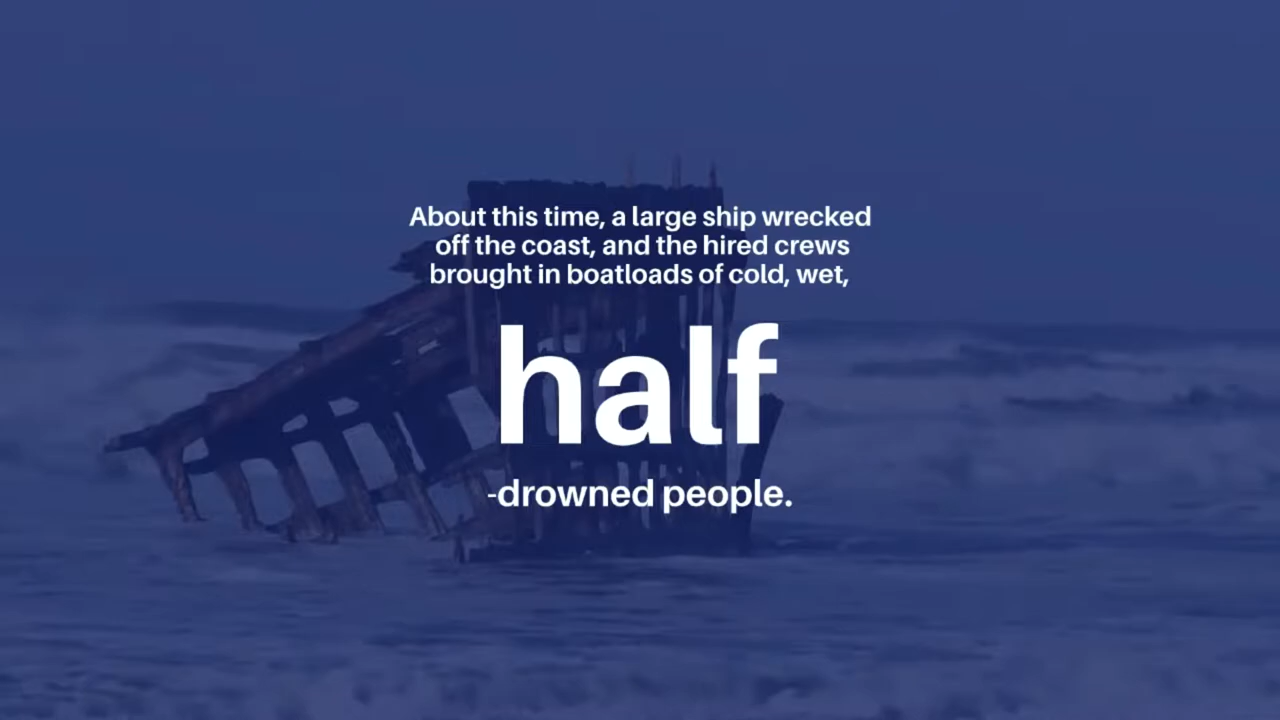 About this time, a large ship wrecked
off the coast, and the hired crews
brought in boatloads of cold, wet,
half
-drowned people.